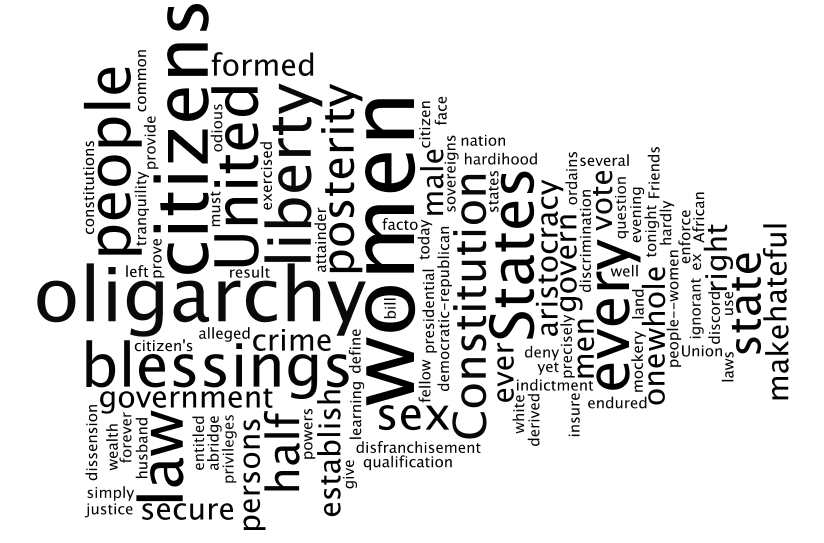 citizens
people
common
formed
United
liberty
posterity
women
constitutions
tranquility
provide
odious
must
exercised
attainder
prove
citizen
face
male
sovereigns
nation
hardihood
states
several
facto
today
presidential
democratic-republican
Constitution
States
aristocracy
ordains
govern
discrimination
vote
question
evening
Friends
tonight
hardly
African
enforce
left
result
oligarchy
bill
every
well
right
ex
people--women
land
onewhole
ignorant
discord
use
state
makehateful
alleged
crime
citizen's
blessings
define
fellow
ever
deny
yet
precisely
men
mockery
Union
laws
government
sex
indictment
white
derived
insure
endured
dissension
wealth
forever
husband
law
entitled
abridge
privileges
persons
half
powers
establish
learning
give
disfranchisement
qualification
simply
justice
secure